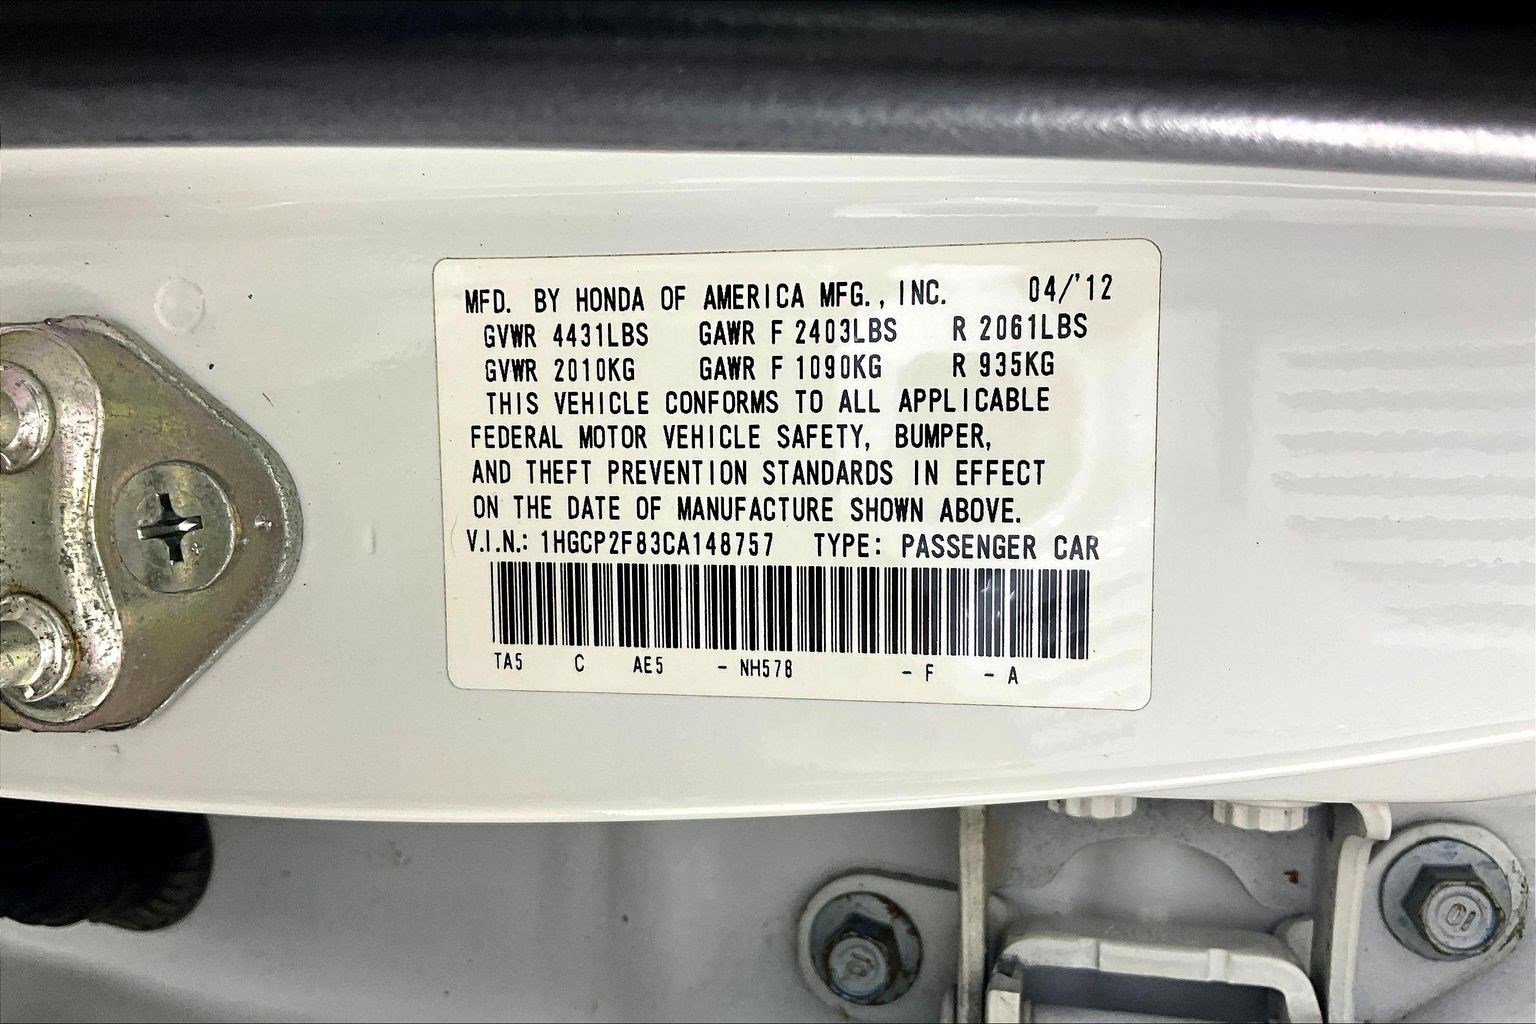 MFD. BY HONDA OF AMERICA MFG., INC. 04/'12
GVWR 4431LBS GAWR F 2403LBS R 2061LBS
GVWR 2010KG GAWR F 1090KG R 935KG
THIS VEHICLE CONFORMS TO ALL APPLICABLE
FEDERAL MOTOR VEHICLE SAFETY, BUMPER,
AND THEFT PREVENTION STANDARDS IN EFFECT
ON THE DATE OF MANUFACTURE SHOWN ABOVE.
V.I.N.: 1HGCP2F83CA148757 TYPE: PASSENGER CAR
TA5 C AE5 - NH578 - F - A
10